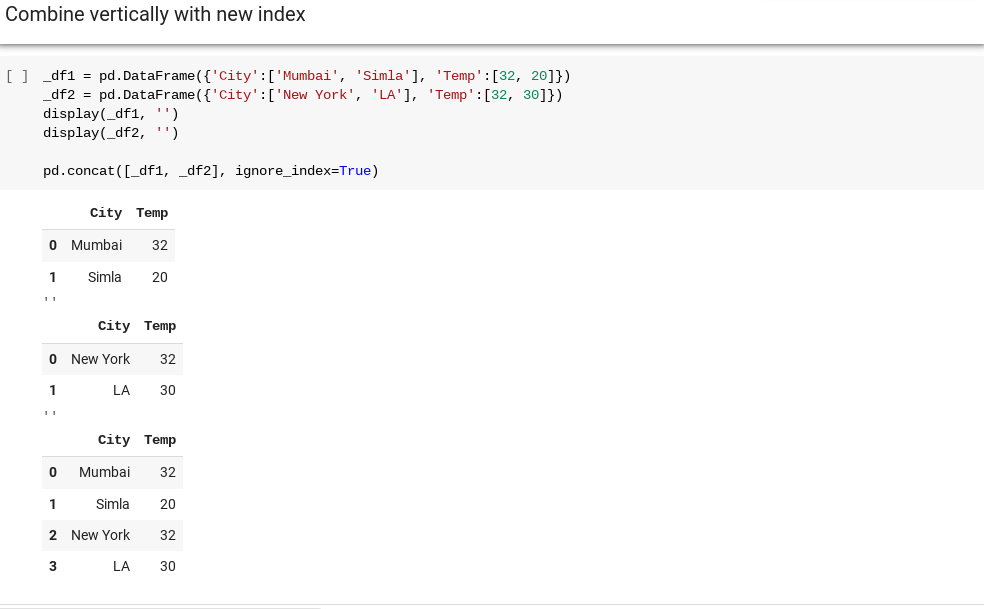 Combine vertically with new index
[ ] _df1 = pd.DataFrame({'City':['Mumbai', 'Simla'], 'Temp':[32, 20]})
_df2 = pd.DataFrame({'City':['New York', 'LA'], 'Temp':[32, 30]})
display(_df1, '')
display(_df2, '')
pd.concat([_df1, _df2], ignore_index=True)
City Temp
0 Mumbai 32
1 Simla 20
''
City Temp
0 New York 32
1 LA 30
''
City Temp
0 Mumbai 32
1 Simla 20
2 New York 32
3 LA 30